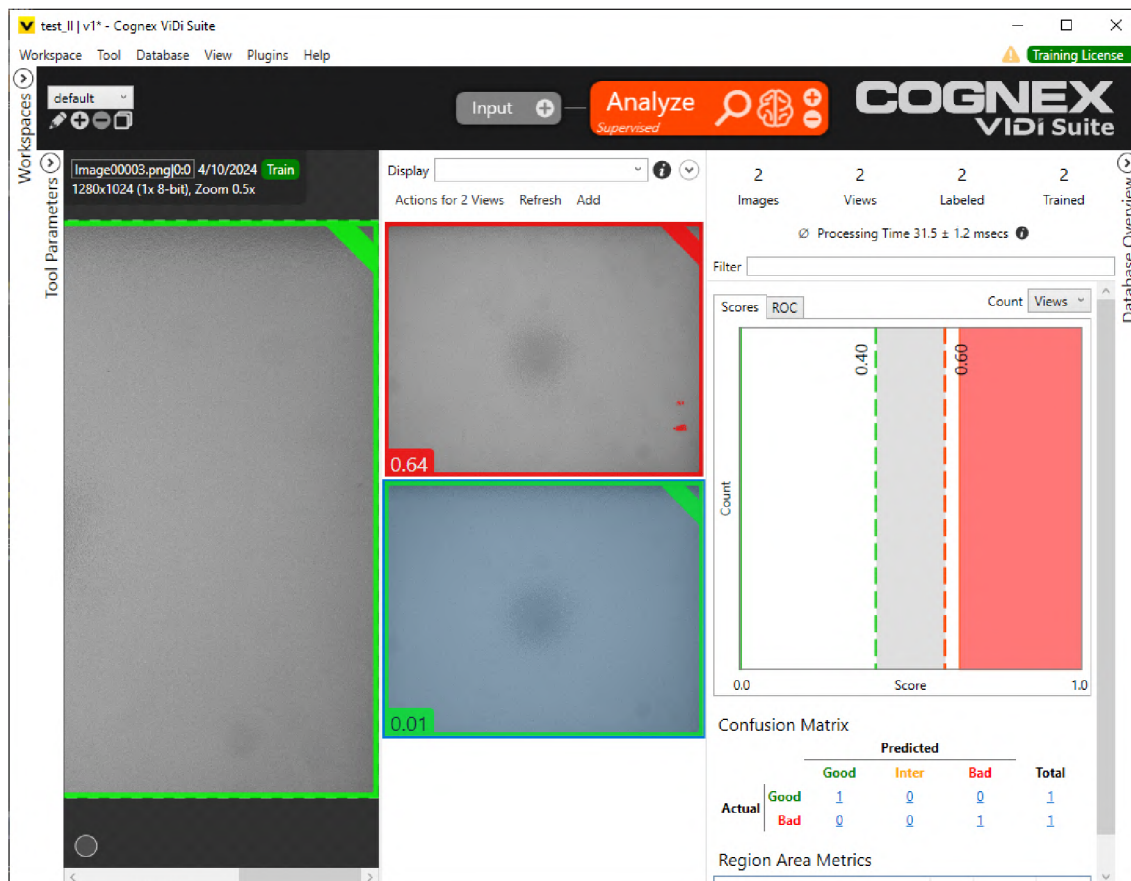 test_II | v1* - Cognex ViDi Suite
Workspace Tool Database View Plugins Help
Training License
Workspaces
default
Input
Analyze
Supervised
COGNEX
ViDi Suite
Tool Parameters
Image00003.png|0:0 4/10/2024 Train
1280x1024 (1x 8-bit), Zoom 0.5x
Display
Actions for 2 Views Refresh Add
0.64
0.01
2 2 2 2
Images Views Labeled Trained
Ø Processing Time 31.5 ± 1.2 msecs
Filter
Database Overview
Scores ROC Count Views
0.40
0.60
Count
0.0 Score 1.0
Confusion Matrix
Predicted
Good Inter Bad Total
Actual Good 1 0 0 1
Bad 0 0 1 1
Region Area Metrics